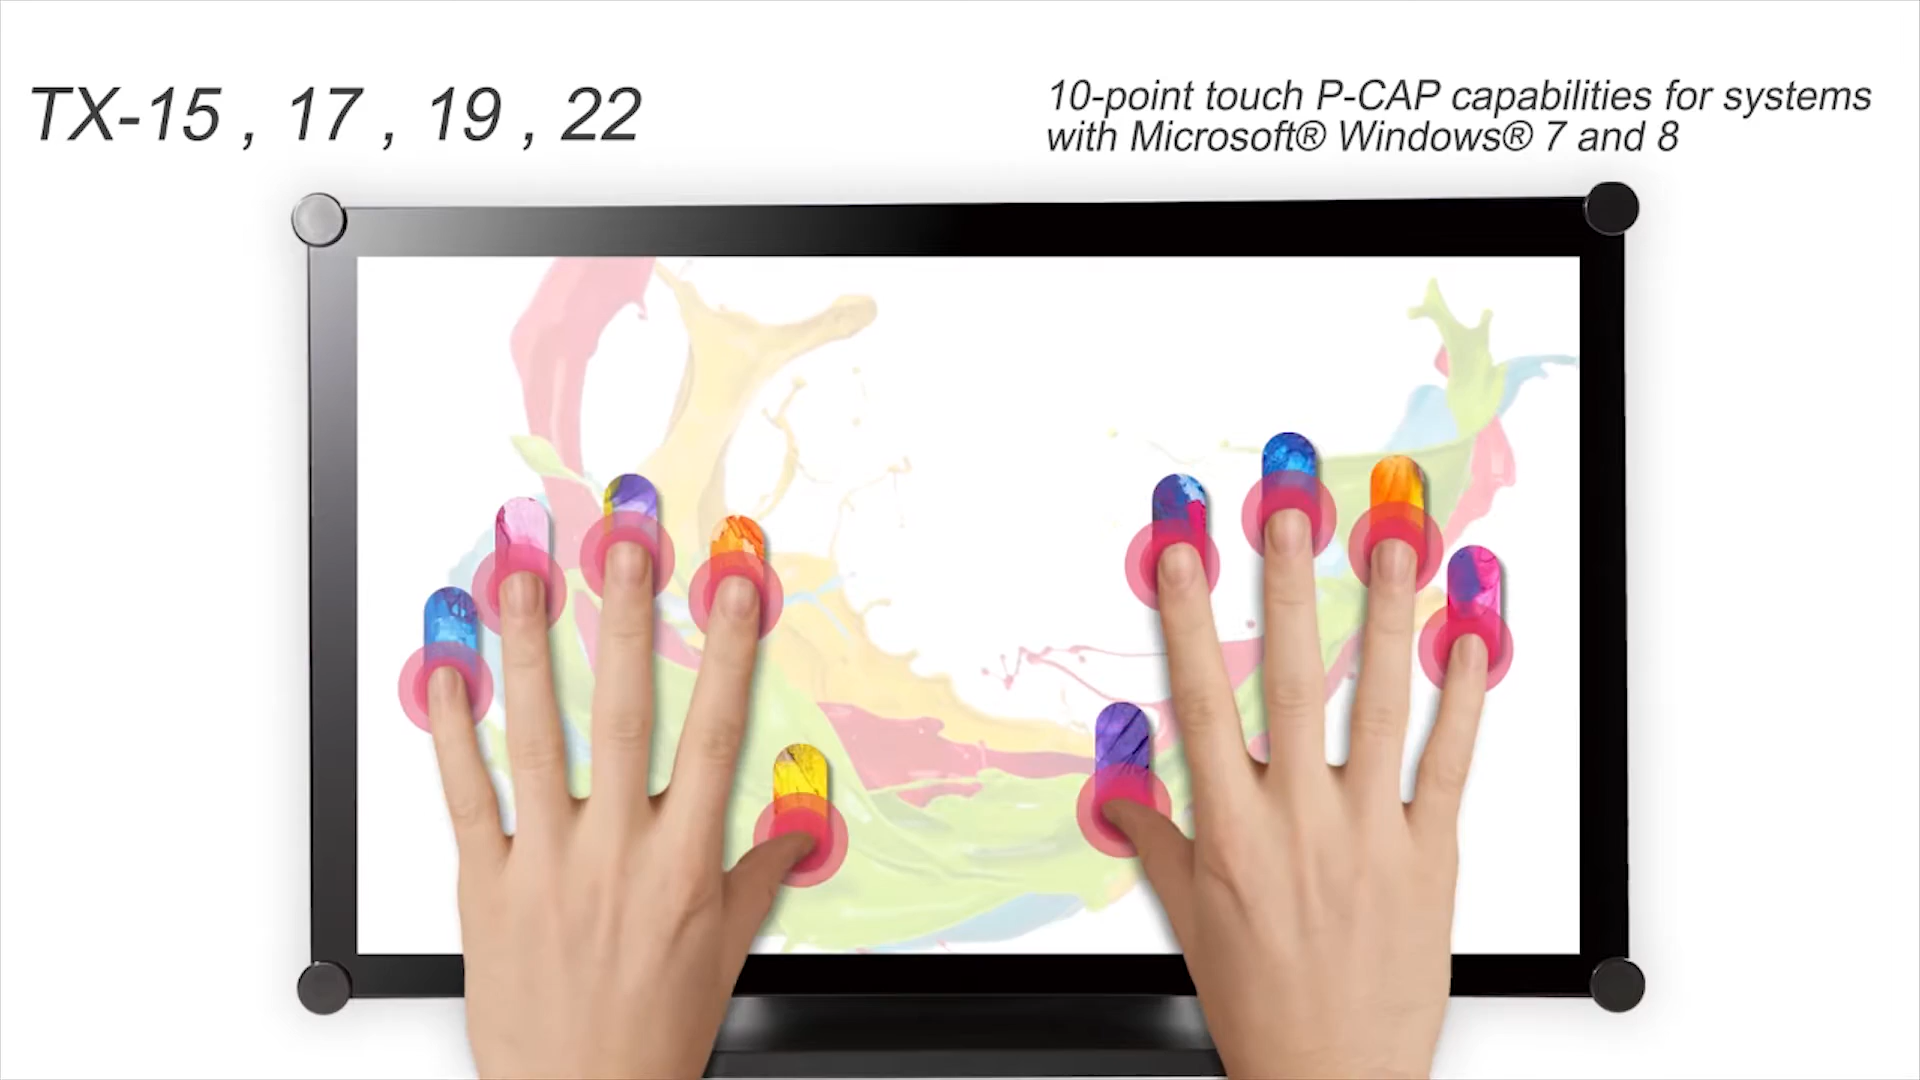 TX-15 , 17 , 19 , 22
10-point touch P-CAP capabilities for systems
with Microsoft® Windows® 7 and 8